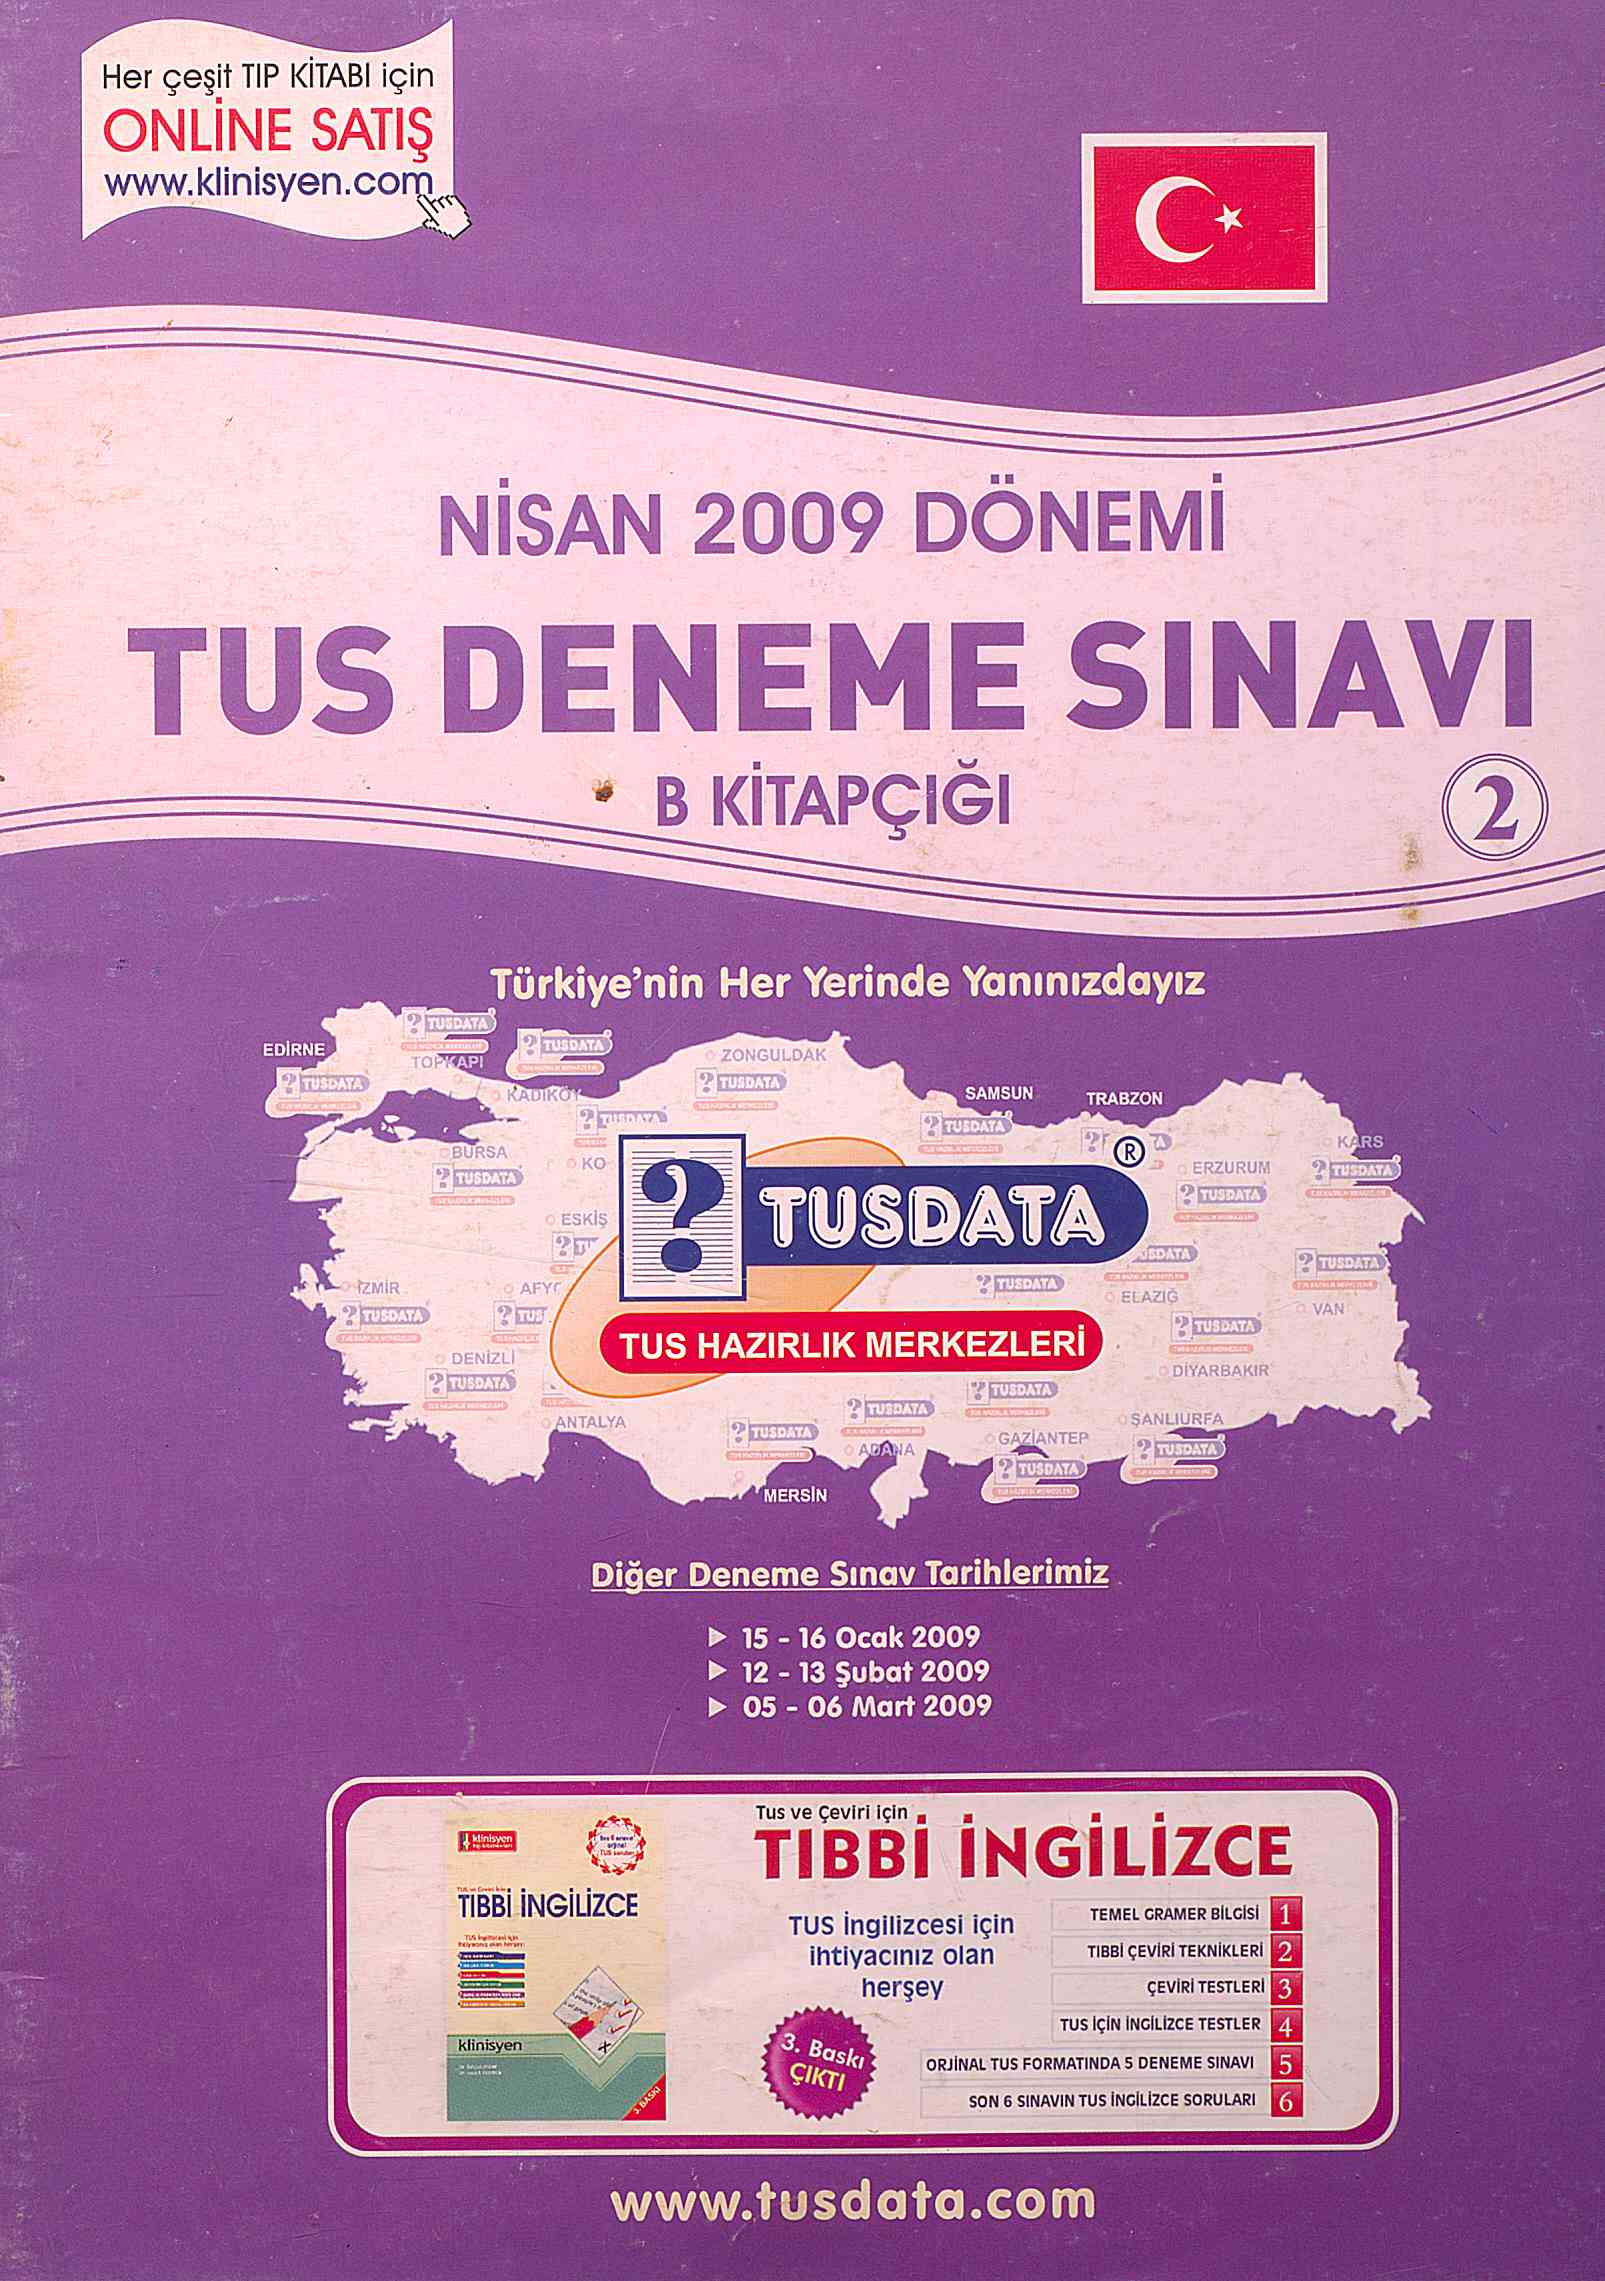 Her çeşit TIP KİTABI için
ONLİNE SATIŞ
www.klinisyen.com
NİSAN 2009 DÖNEMİ
TUS DENEME SINAVI
B KİTAPÇIĞI
2
Türkiye'nin Her Yerinde Yanınızdayız
EDİRNE
TOPKAPI
KADIKÖY
ZONGULDAK
SAMSUN
TRABZON
KARS
BURSA
KO
ERZURUM
ESKİŞ
? TUSDATA ®
TUS HAZIRLIK MERKEZLERİ
İZMİR
AFYC
ELAZIĞ
VAN
DENİZLİ
DİYARBAKIR
ANTALYA
ADANA
GAZİANTEP
ŞANLIURFA
MERSİN
Diğer Deneme Sınav Tarihlerimiz
15 - 16 Ocak 2009
12 - 13 Şubat 2009
05 - 06 Mart 2009
klinisyen
TIBBİ İNGİLİZCE
klinisyen
3. BASKI
Tus ve Çeviri için
TIBBİ İNGİLİZCE
TUS İngilizcesi için
ihtiyacınız olan
herşey
3. Baskı
ÇIKTI
TEMEL GRAMER BİLGİSİ 1
TIBBİ ÇEVİRİ TEKNİKLERİ 2
ÇEVİRİ TESTLERİ 3
TUS İÇİN İNGİLİZCE TESTLER 4
ORJİNAL TUS FORMATINDA 5 DENEME SINAVI 5
SON 6 SINAVIN TUS İNGİLİZCE SORULARI 6
www.tusdata.com